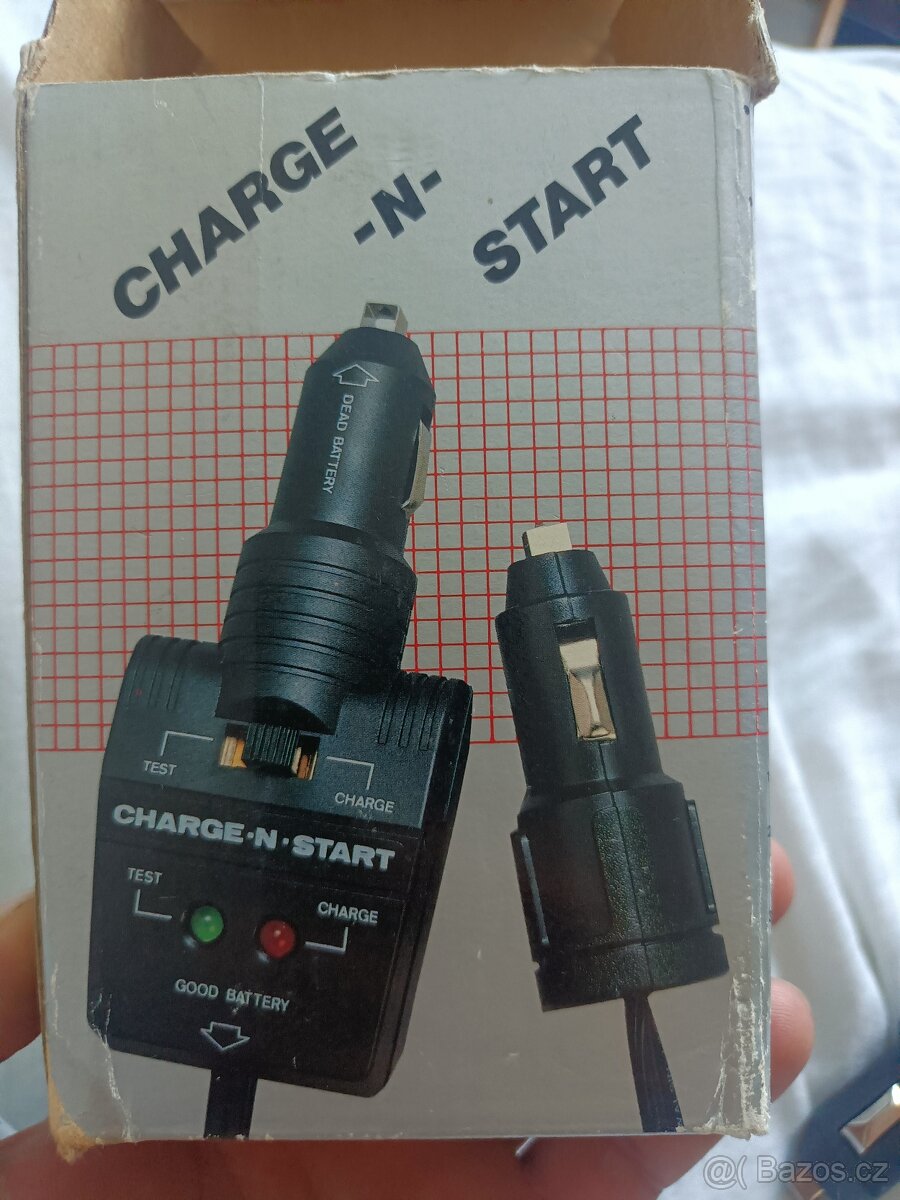 CHARGE
-N-
START
DEAD BATTERY
TEST
CHARGE
CHARGE·N·START
TEST
CHARGE
GOOD BATTERY
@( Bazos.cz